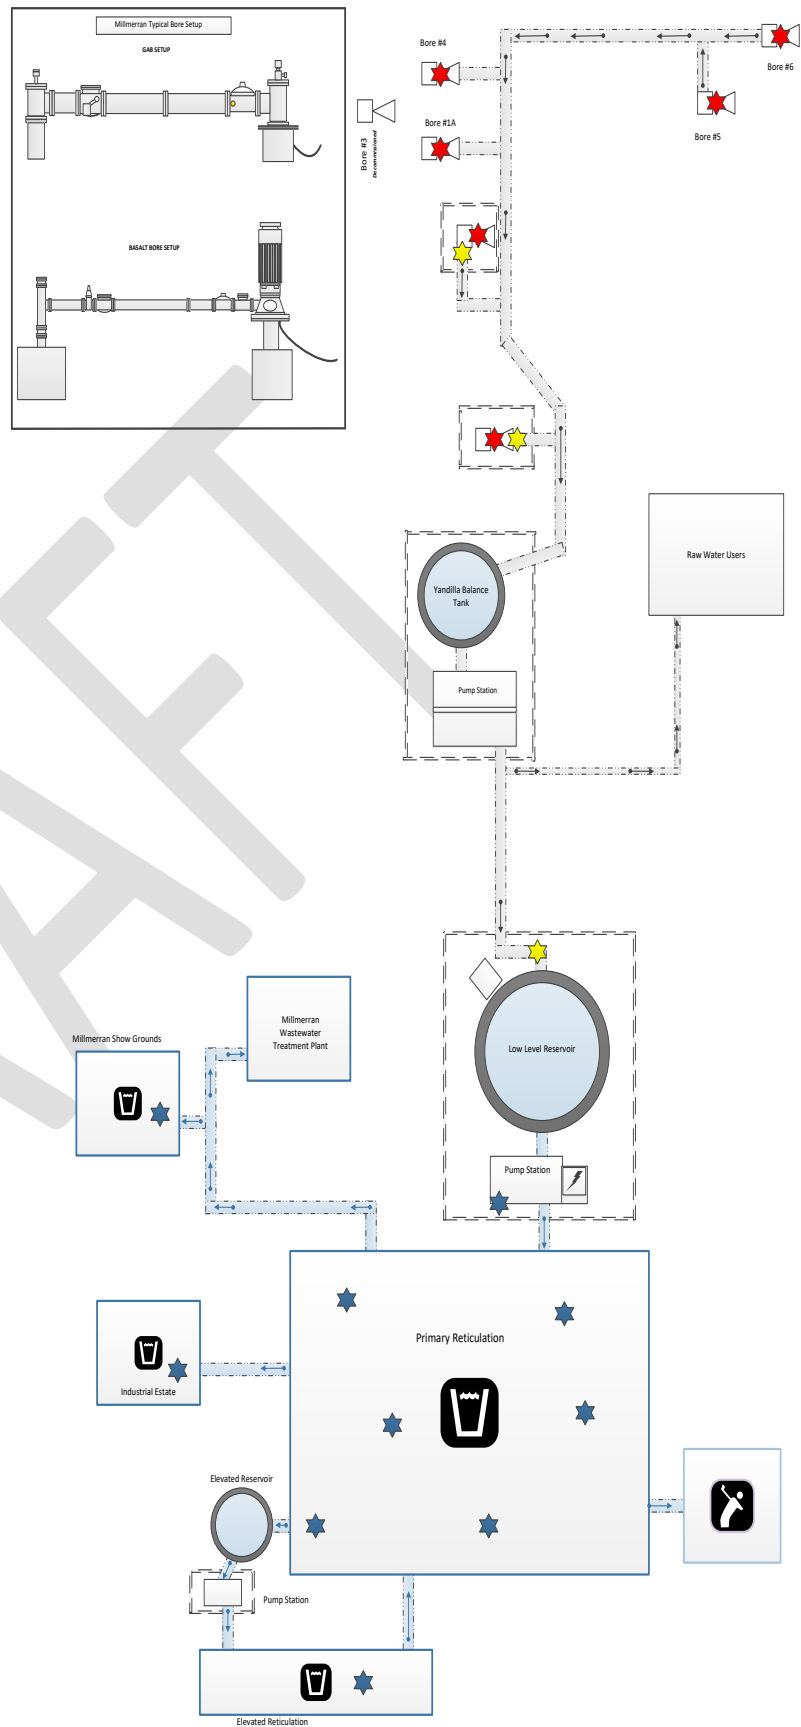 Millmerran Typical Bore Setup
GAB SETUP
BASALT BORE SETUP
Bore #4
Bore #6
Bore #3
Decommissioned
Bore #1A
Bore #5
Yandilla Balance
Tank
Pump Station
Raw Water Users
Low Level Reservoir
Pump Station
Millmerran
Wastewater
Treatment Plant
Millmerran Show Grounds
Primary Reticulation
Industrial Estate
Elevated Reservoir
Pump Station
Elevated Reticulation
DRAFT